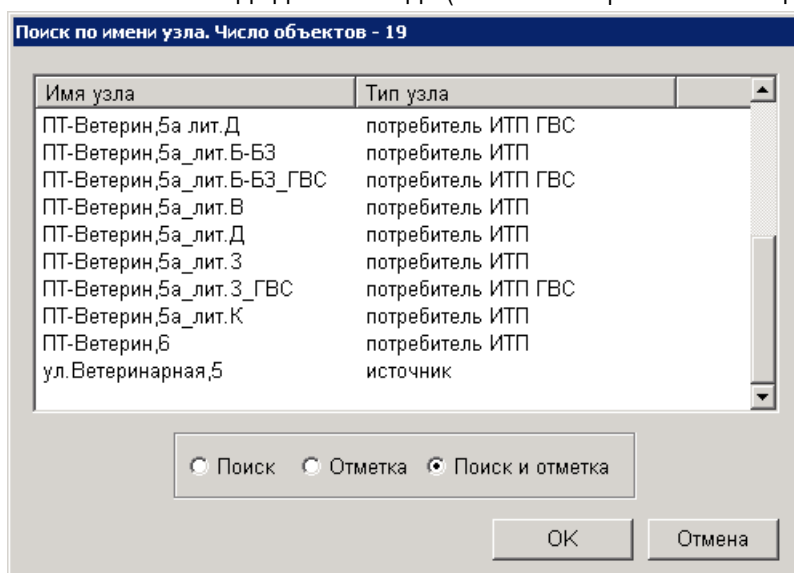 Поиск по имени узла. Число объектов - 19
Имя узла Тип узла
ПТ-Ветерин,5а лит.Д потребитель ИТП ГВС
ПТ-Ветерин,5а_лит.Б-Б3 потребитель ИТП
ПТ-Ветерин,5а_лит.Б-Б3_ГВС потребитель ИТП ГВС
ПТ-Ветерин,5а_лит.В потребитель ИТП
ПТ-Ветерин,5а_лит.Д потребитель ИТП
ПТ-Ветерин,5а_лит.З потребитель ИТП
ПТ-Ветерин,5а_лит.З_ГВС потребитель ИТП ГВС
ПТ-Ветерин,5а_лит.К потребитель ИТП
ПТ-Ветерин,6 потребитель ИТП
ул.Ветеринарная,5 источник
Поиск Отметка Поиск и отметка
OK Отмена